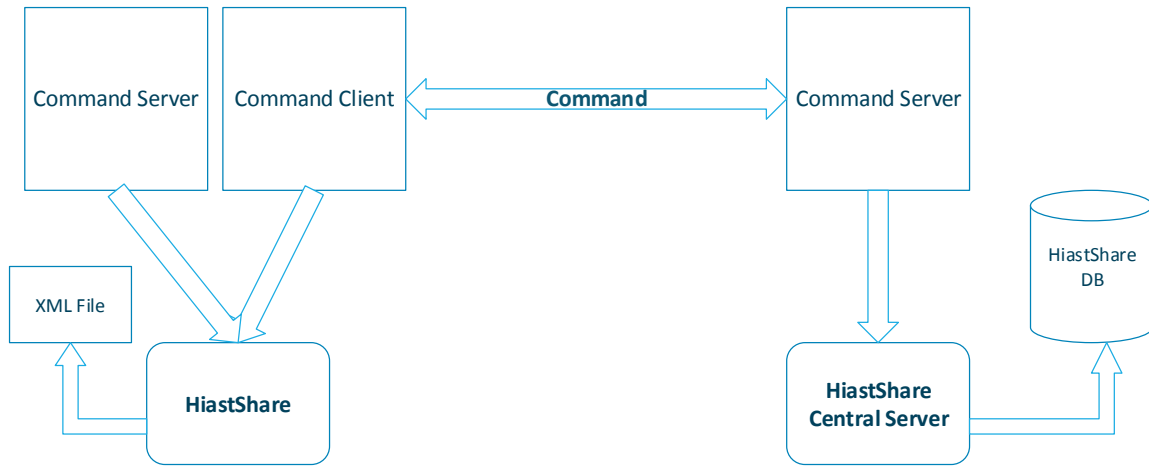 Command Server
Command Client
Command
Command Server
HiastShare
DB
XML File
HiastShare
HiastShare
Central Server